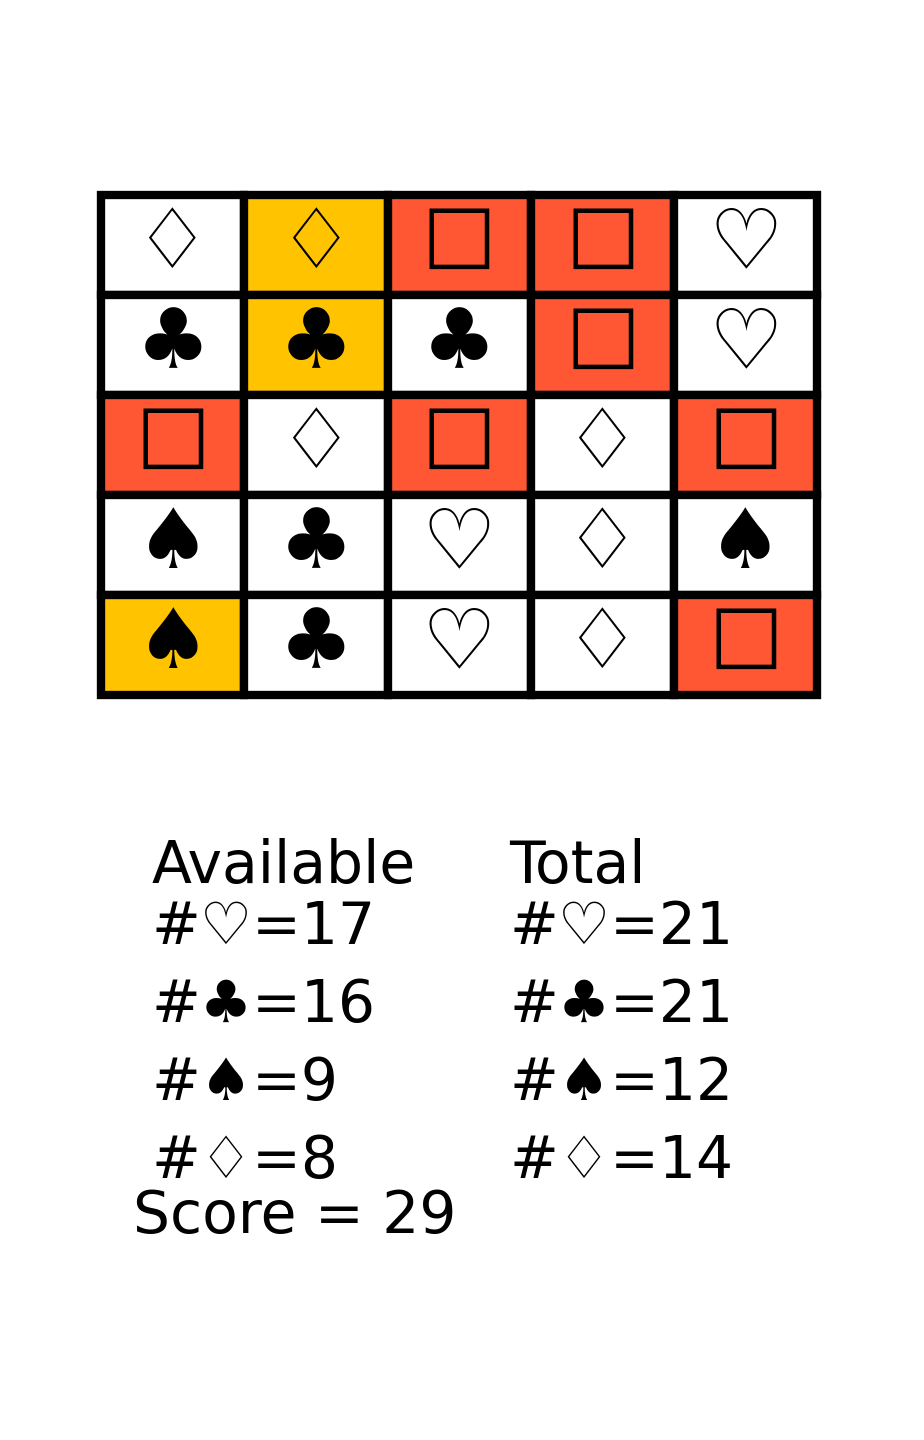 ♢ ♢ □ □ ♡
♣ ♣ ♣ □ ♡
□ ♢ □ ♢ □
♠ ♣ ♡ ♢ ♠
♠ ♣ ♡ ♢ □
Available Total
#♡=17 #♡=21
#♣=16 #♣=21
#♠=9 #♠=12
#♢=8 #♢=14
Score = 29